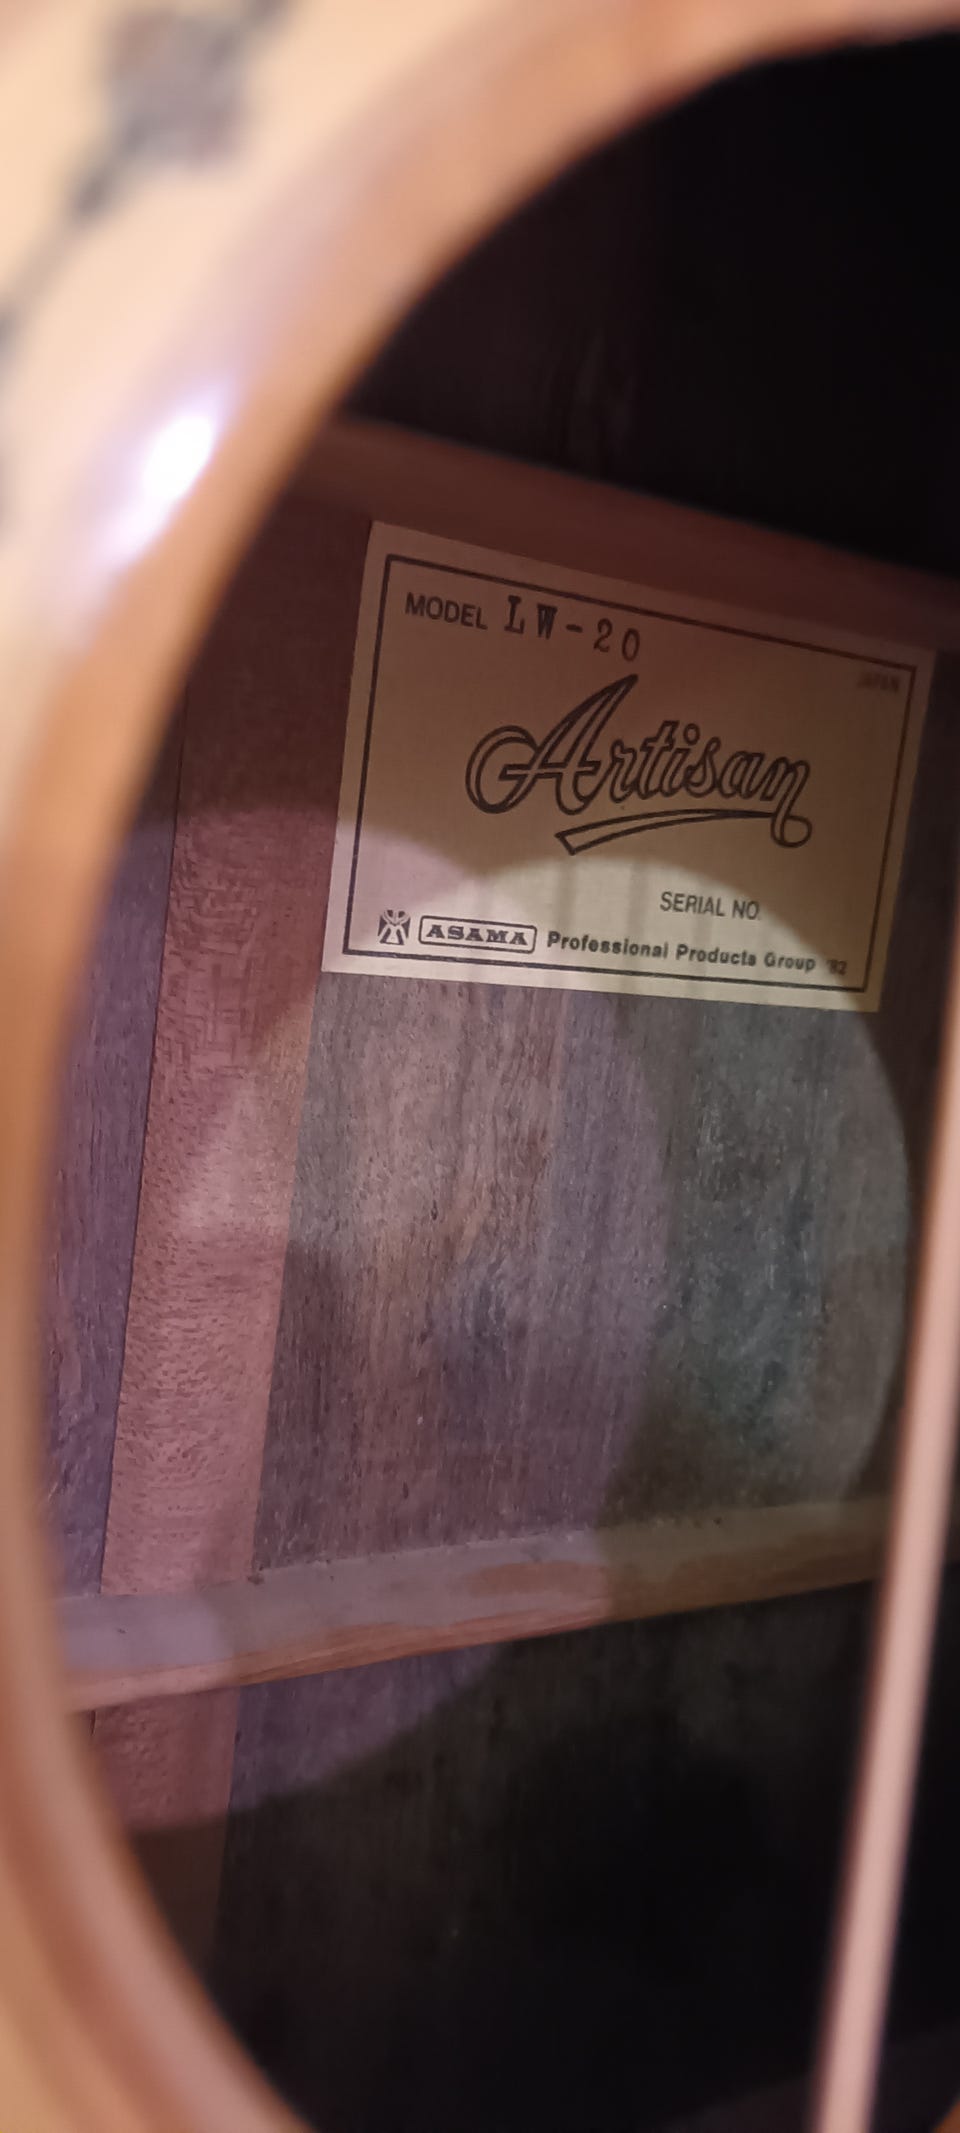 MODEL LW-20
JAPAN
Artisan
SERIAL NO.
ASAMA Professional Products Group '82